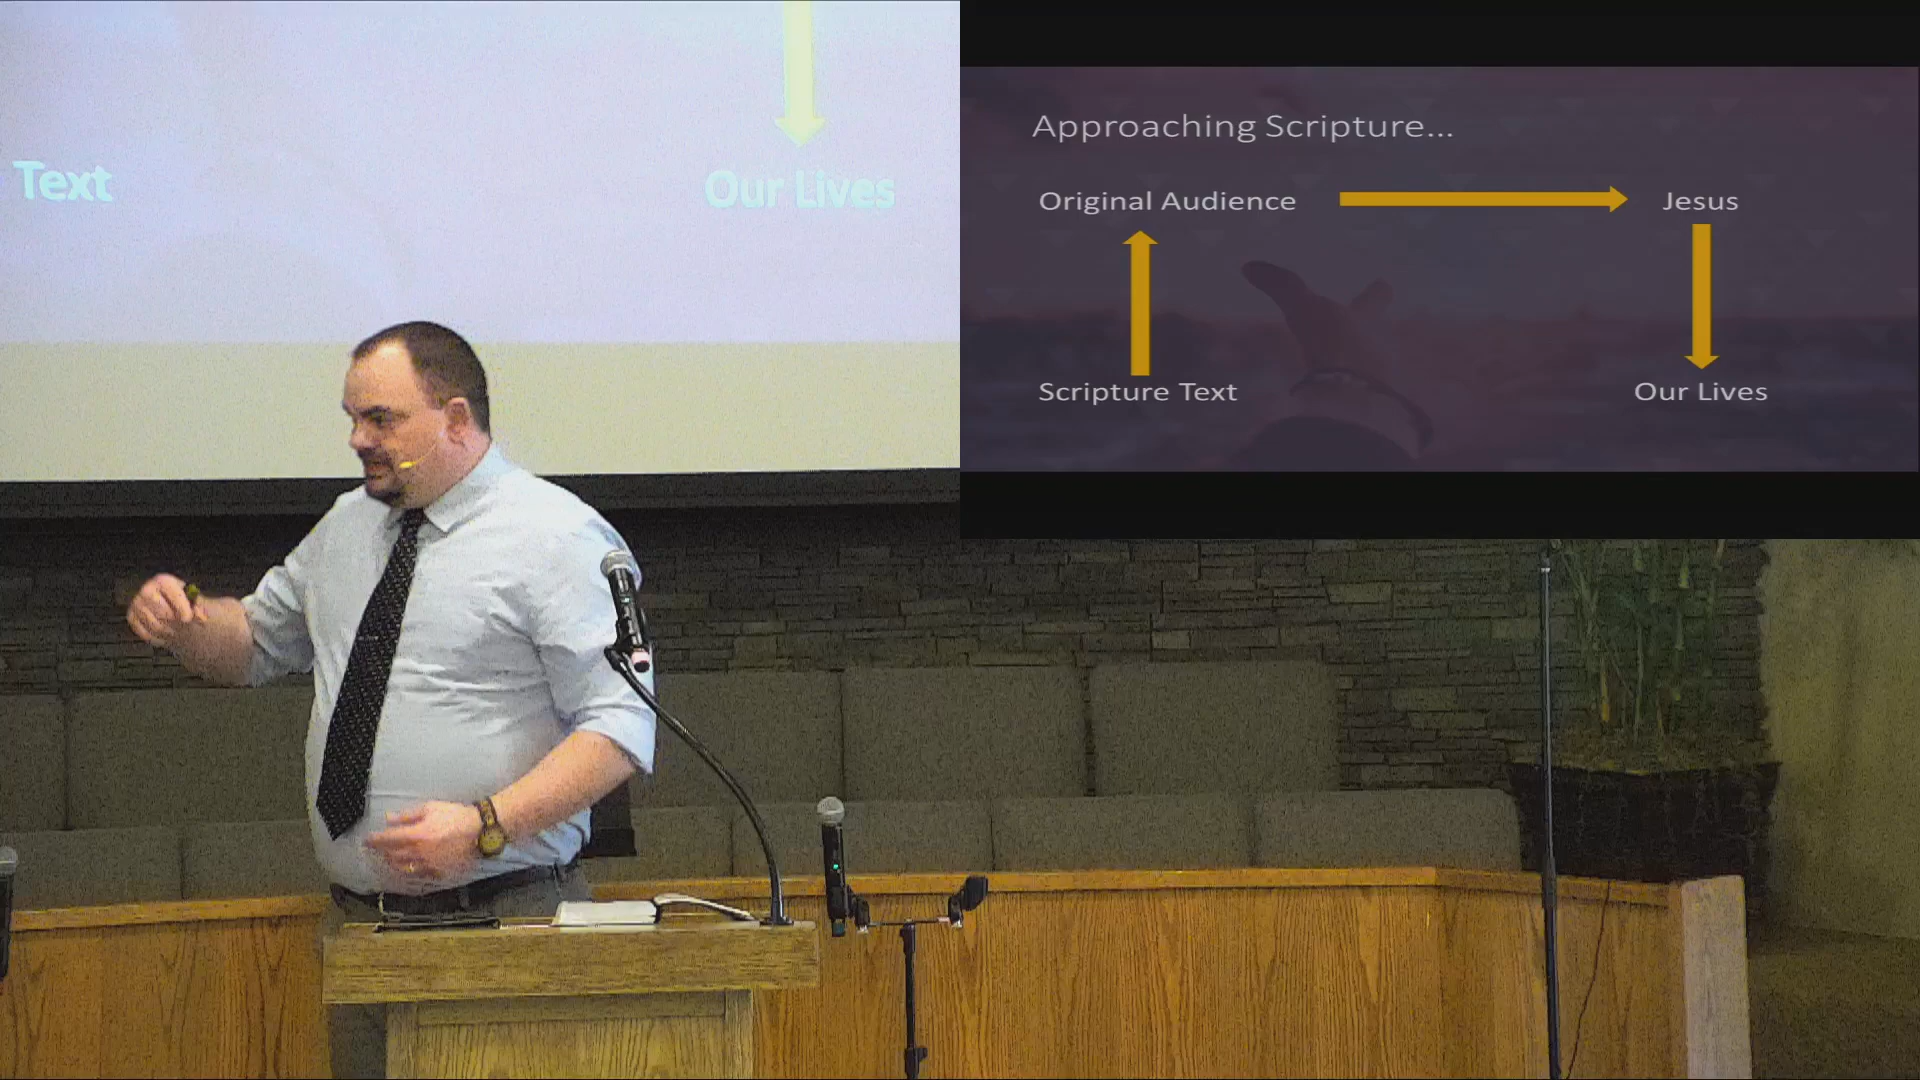 Text
Our Lives
Approaching Scripture...
Original Audience
Jesus
Scripture Text
Our Lives